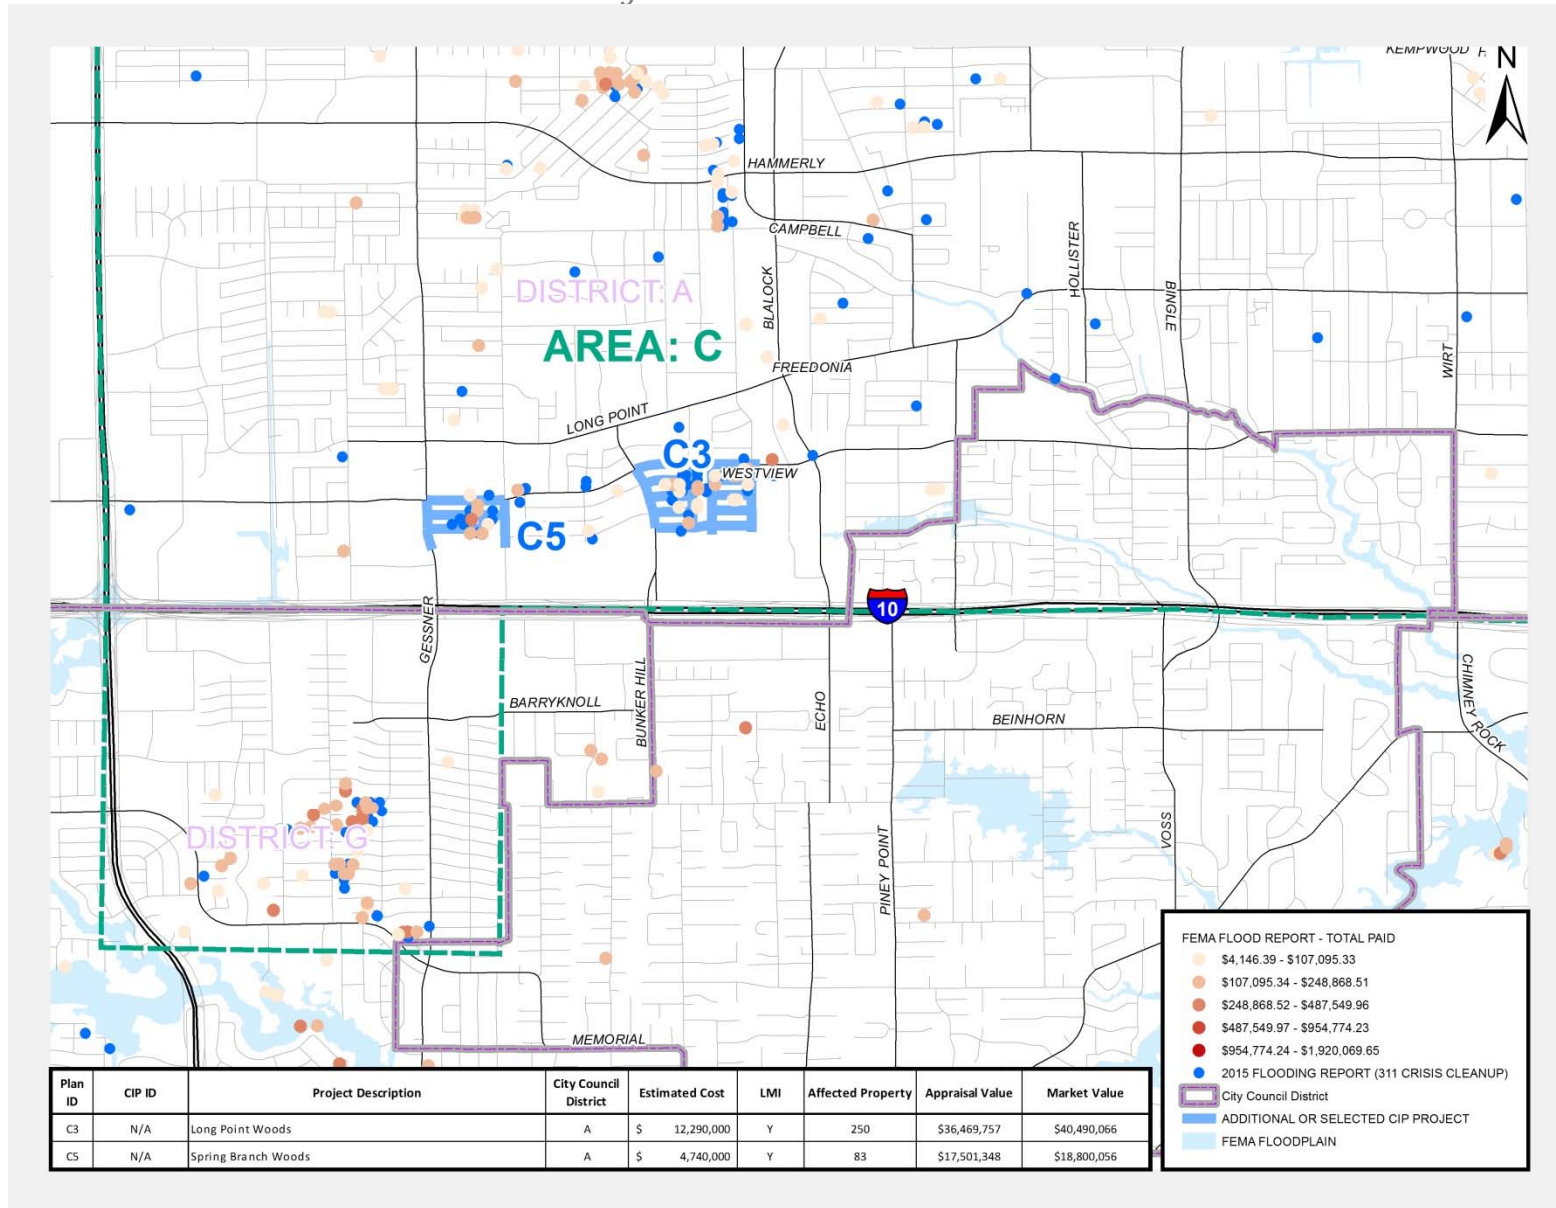 KEMPWOOD
N
HAMMERLY
CAMPBELL
HOLLISTER
BLALOCK
BINGLE
DISTRICT: A
AREA: C
FREEDONIA
WIRT
LONG POINT
C3
WESTVIEW
C5
10
GESSNER
BUNKER HILL
BARRYKNOLL
ECHO
BEINHORN
CHIMNEY ROCK
DISTRICT: G
VOSS
PINEY POINT
MEMORIAL
FEMA FLOOD REPORT - TOTAL PAID
$4,146.39 - $107,095.33
$107,095.34 - $248,868.51
$248,868.52 - $487,549.96
$487,549.97 - $954,774.23
$954,774.24 - $1,920,069.65
2015 FLOODING REPORT (311 CRISIS CLEANUP)
City Council District
ADDITIONAL OR SELECTED CIP PROJECT
FEMA FLOODPLAIN
Plan ID CIP ID Project Description City Council District Estimated Cost LMI Affected Property Appraisal Value Market Value
C3 N/A Long Point Woods A $ 12,290,000 Y 250 $36,469,757 $40,490,066
C5 N/A Spring Branch Woods A $ 4,740,000 Y 83 $17,501,348 $18,800,056